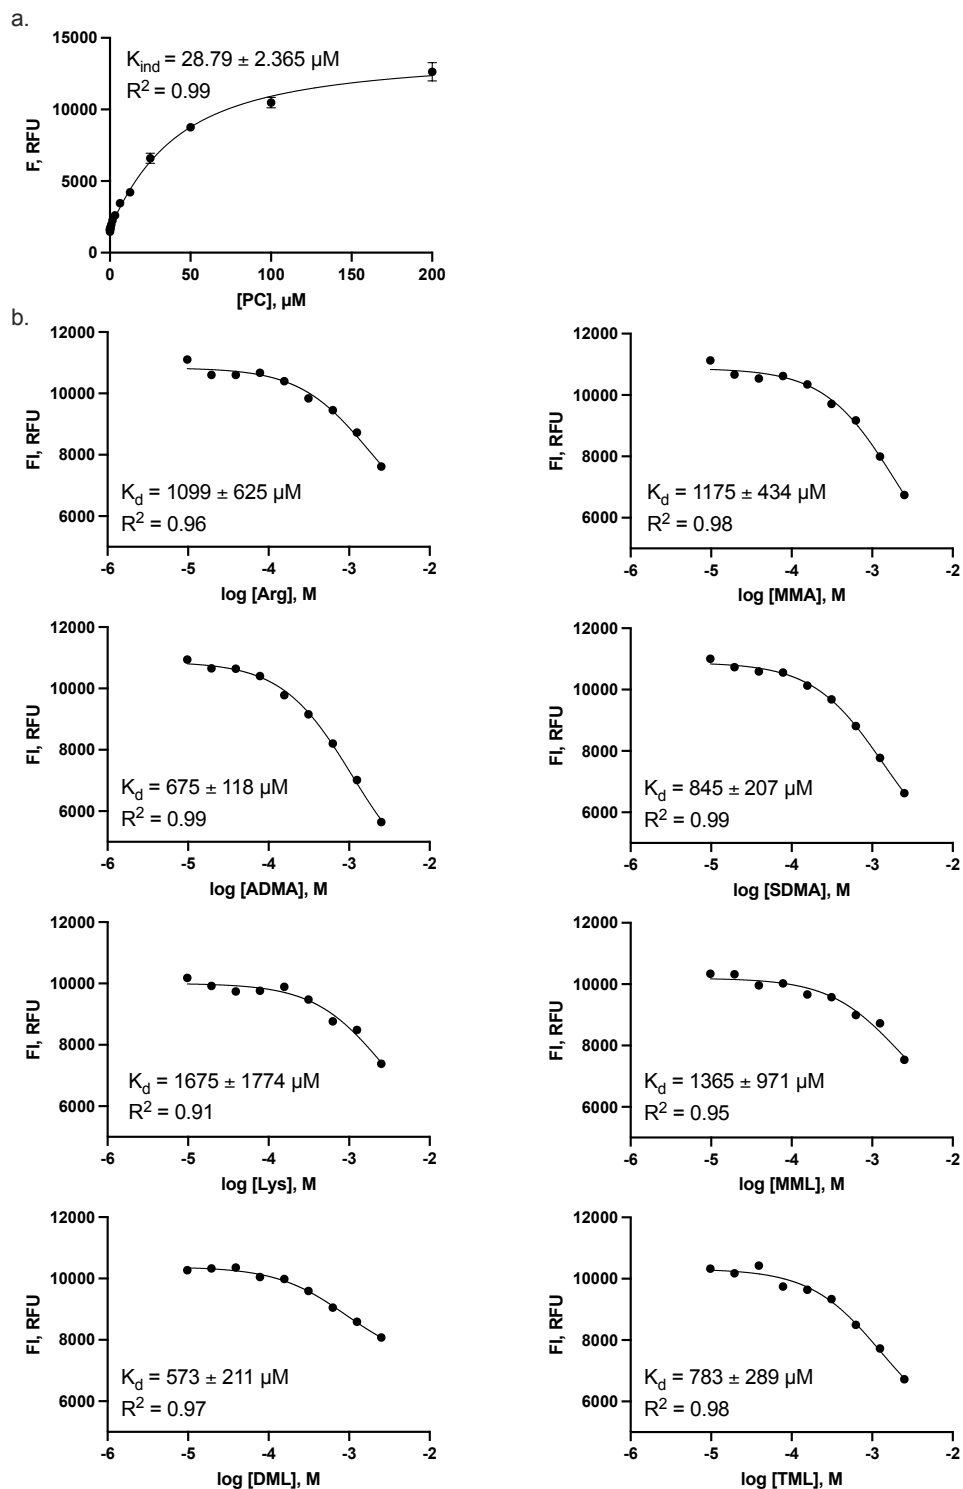 a.
15000
10000
5000
0
F, RFU
K_ind = 28.79 ± 2.365 µM
R² = 0.99
0 50 100 150 200
[PC], µM
b.
12000
10000
8000
6000
FI, RFU
K_d = 1099 ± 625 µM
R² = 0.96
-6 -5 -4 -3 -2
log [Arg], M
12000
10000
8000
6000
FI, RFU
K_d = 1175 ± 434 µM
R² = 0.98
-6 -5 -4 -3 -2
log [MMA], M
12000
10000
8000
6000
FI, RFU
K_d = 675 ± 118 µM
R² = 0.99
-6 -5 -4 -3 -2
log [ADMA], M
12000
10000
8000
6000
FI, RFU
K_d = 845 ± 207 µM
R² = 0.99
-6 -5 -4 -3 -2
log [SDMA], M
12000
10000
8000
6000
FI, RFU
K_d = 1675 ± 1774 µM
R² = 0.91
-6 -5 -4 -3 -2
log [Lys], M
12000
10000
8000
6000
FI, RFU
K_d = 1365 ± 971 µM
R² = 0.95
-6 -5 -4 -3 -2
log [MML], M
12000
10000
8000
6000
FI, RFU
K_d = 573 ± 211 µM
R² = 0.97
-6 -5 -4 -3 -2
log [DML], M
12000
10000
8000
6000
FI, RFU
K_d = 783 ± 289 µM
R² = 0.98
-6 -5 -4 -3 -2
log [TML], M